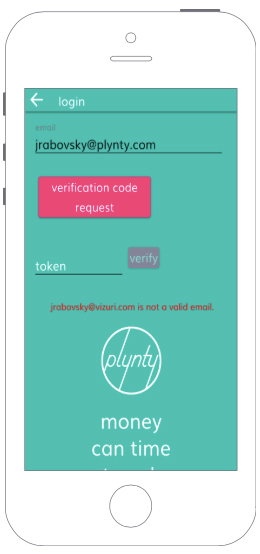 login
email
jrabovsky@plynty.com
verification code
request
token
verify
jrabovsky@vizuri.com is not a valid email.
plynty
money
can time